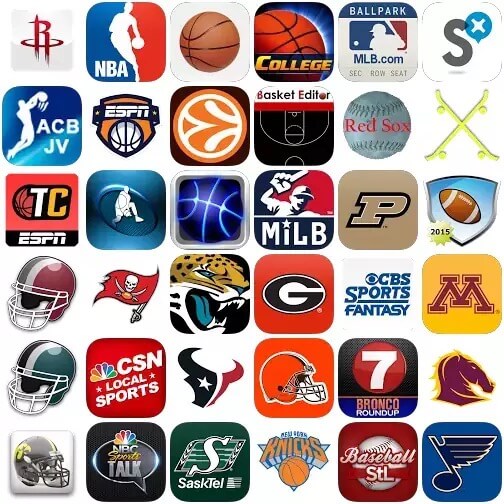 R
NBA
COLLEGE
BALLPARK
MLB.com
SEC ROW SEAT
S
ACB
JV
ESPN
Basket Editor
Red Sox
TC
ESPN
MiLB
P
2015
G
CBS
SPORTS
FANTASY
M
CSN
LOCAL
SPORTS
7
BRONCO
ROUNDUP
NBC
Sports
TALK
S
SaskTel
NEW YORK
KNICKS
Baseball
StL